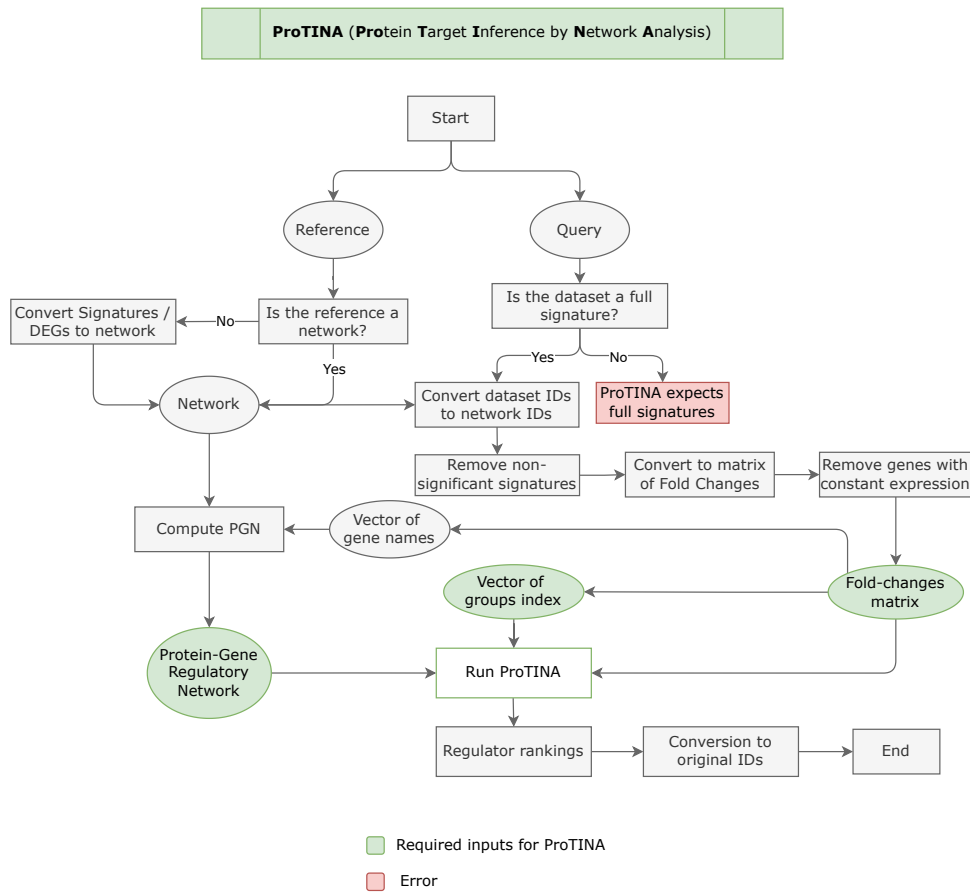 ProTINA (Protein Target Inference by Network Analysis)
Start
Reference
Query
Is the reference a
network?
Is the dataset a full
signature?
Convert Signatures /
DEGs to network
No
Yes
Yes
No
Network
Convert dataset IDs
to network IDs
ProTINA expects
full signatures
Remove non-
significant signatures
Convert to matrix
of Fold Changes
Remove genes with
constant expression
Compute PGN
Vector of
gene names
Vector of
groups index
Fold-changes
matrix
Protein-Gene
Regulatory
Network
Run ProTINA
Regulator rankings
Conversion to
original IDs
End
Required inputs for ProTINA
Error